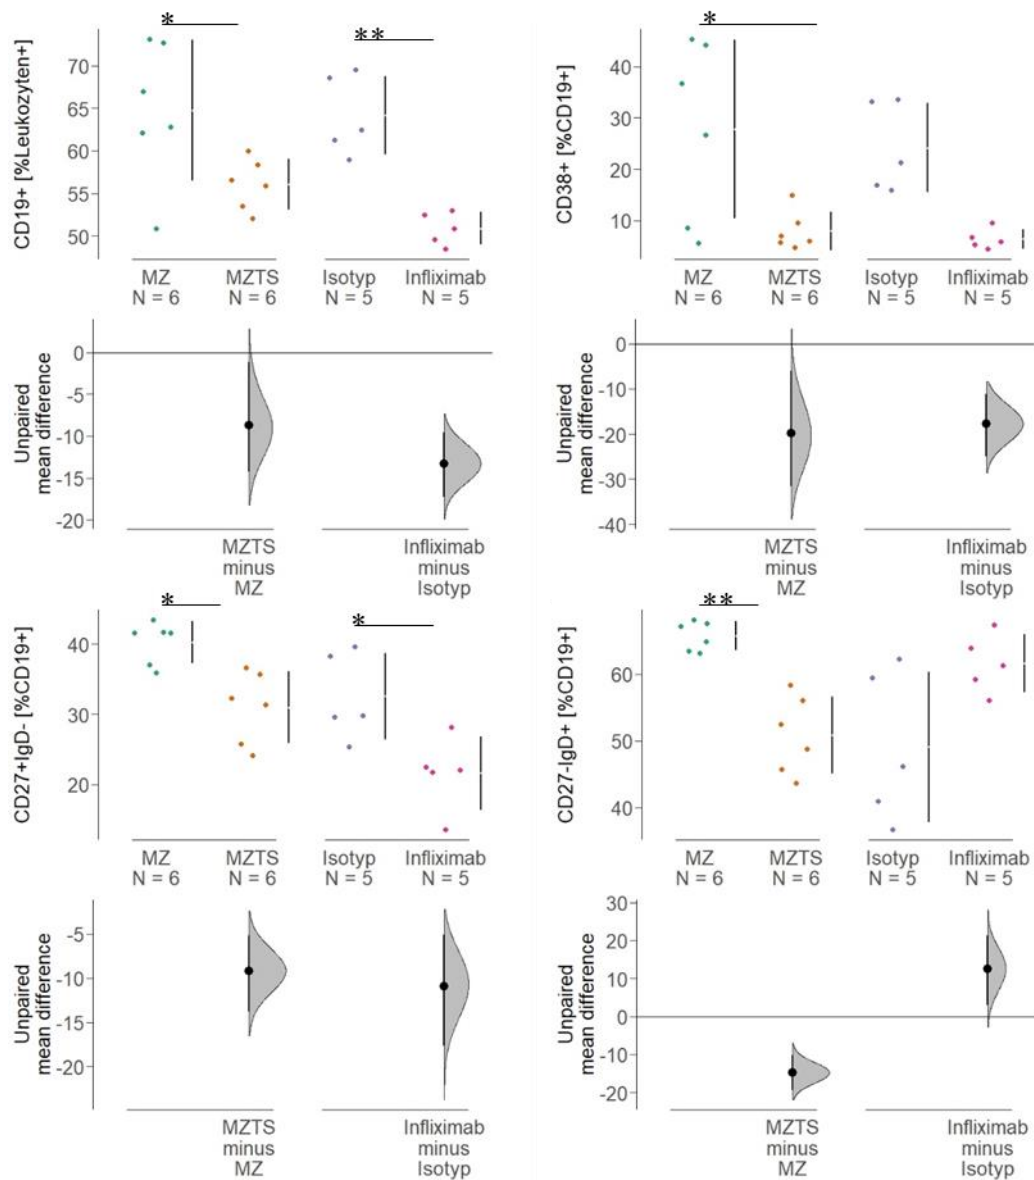 *
**
CD19+ [%Leukozyten+]
70
65
60
55
50
MZ
N = 6
MZTS
N = 6
Isotyp
N = 5
Infliximab
N = 5
Unpaired
mean difference
0
-5
-10
-15
-20
MZTS
minus
MZ
Infliximab
minus
Isotyp
*
CD38+ [%CD19+]
40
30
20
10
MZ
N = 6
MZTS
N = 6
Isotyp
N = 5
Infliximab
N = 5
Unpaired
mean difference
0
-10
-20
-30
-40
MZTS
minus
MZ
Infliximab
minus
Isotyp
*
*
CD27+IgD- [%CD19+]
40
30
20
MZ
N = 6
MZTS
N = 6
Isotyp
N = 5
Infliximab
N = 5
Unpaired
mean difference
-5
-10
-15
-20
MZTS
minus
MZ
Infliximab
minus
Isotyp
**
CD27-IgD+ [%CD19+]
60
50
40
MZ
N = 6
MZTS
N = 6
Isotyp
N = 5
Infliximab
N = 5
Unpaired
mean difference
30
20
10
0
-10
-20
MZTS
minus
MZ
Infliximab
minus
Isotyp